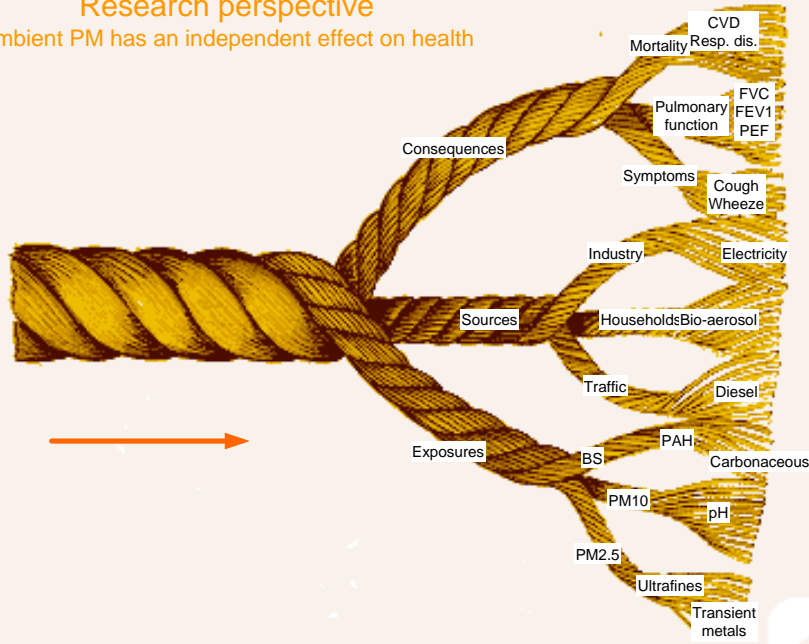 Research perspective
mbient PM has an independent effect on health
CVD
Resp. dis.
Mortality
FVC
FEV1
PEF
Pulmonary
function
Consequences
Symptoms
Cough
Wheeze
Industry
Electricity
Sources
Households
Bio-aerosol
Traffic
Diesel
PAH
Exposures
BS
Carbonaceous
PM10
pH
PM2.5
Ultrafines
Transient
metals